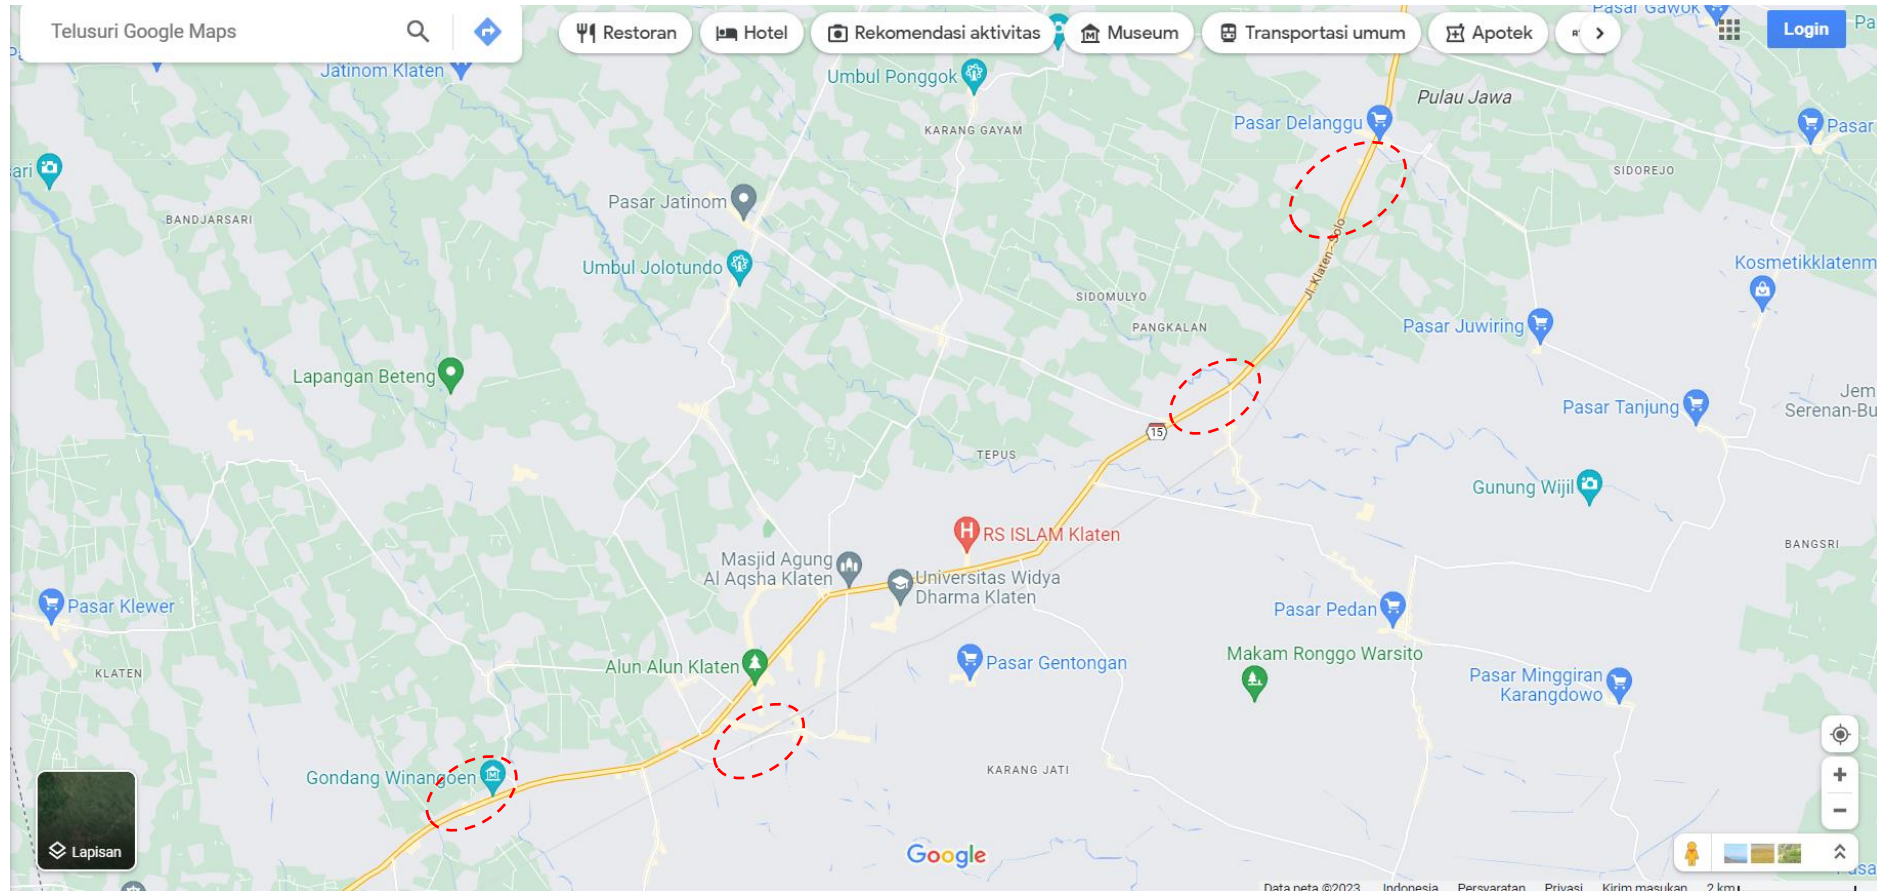 Telusuri Google Maps
Restoran
Hotel
Rekomendasi aktivitas
Museum
Transportasi umum
Apotek
Pasar Gawok
Login
Pa
Jatinom Klaten
Umbul Ponggok
Pulau Jawa
KARANG GAYAM
Pasar Delanggu
Pasar
ari
SIDOREJO
BANDJARSARI
Pasar Jatinom
Umbul Jolotundo
Jl. Klaten - Solo
Kosmetikklatenm
SIDOMULYO
PANGKALAN
Pasar Juwiring
Lapangan Beteng
Pasar Tanjung
Jem
Serenan-Bu
15
TEPUS
Gunung Wijil
H
RS ISLAM Klaten
BANGSRI
Masjid Agung
Al Aqsha Klaten
Universitas Widya
Dharma Klaten
Pasar Klewer
Pasar Pedan
KLATEN
Alun Alun Klaten
Pasar Gentongan
Makam Ronggo Warsito
Pasar Minggiran
Karangdowo
Gondang Winangoen
KARANG JATI
Lapisan
Google
Data peta ©2023
Indonesia
Persyaratan
Privasi
Kirim masukan
2 km